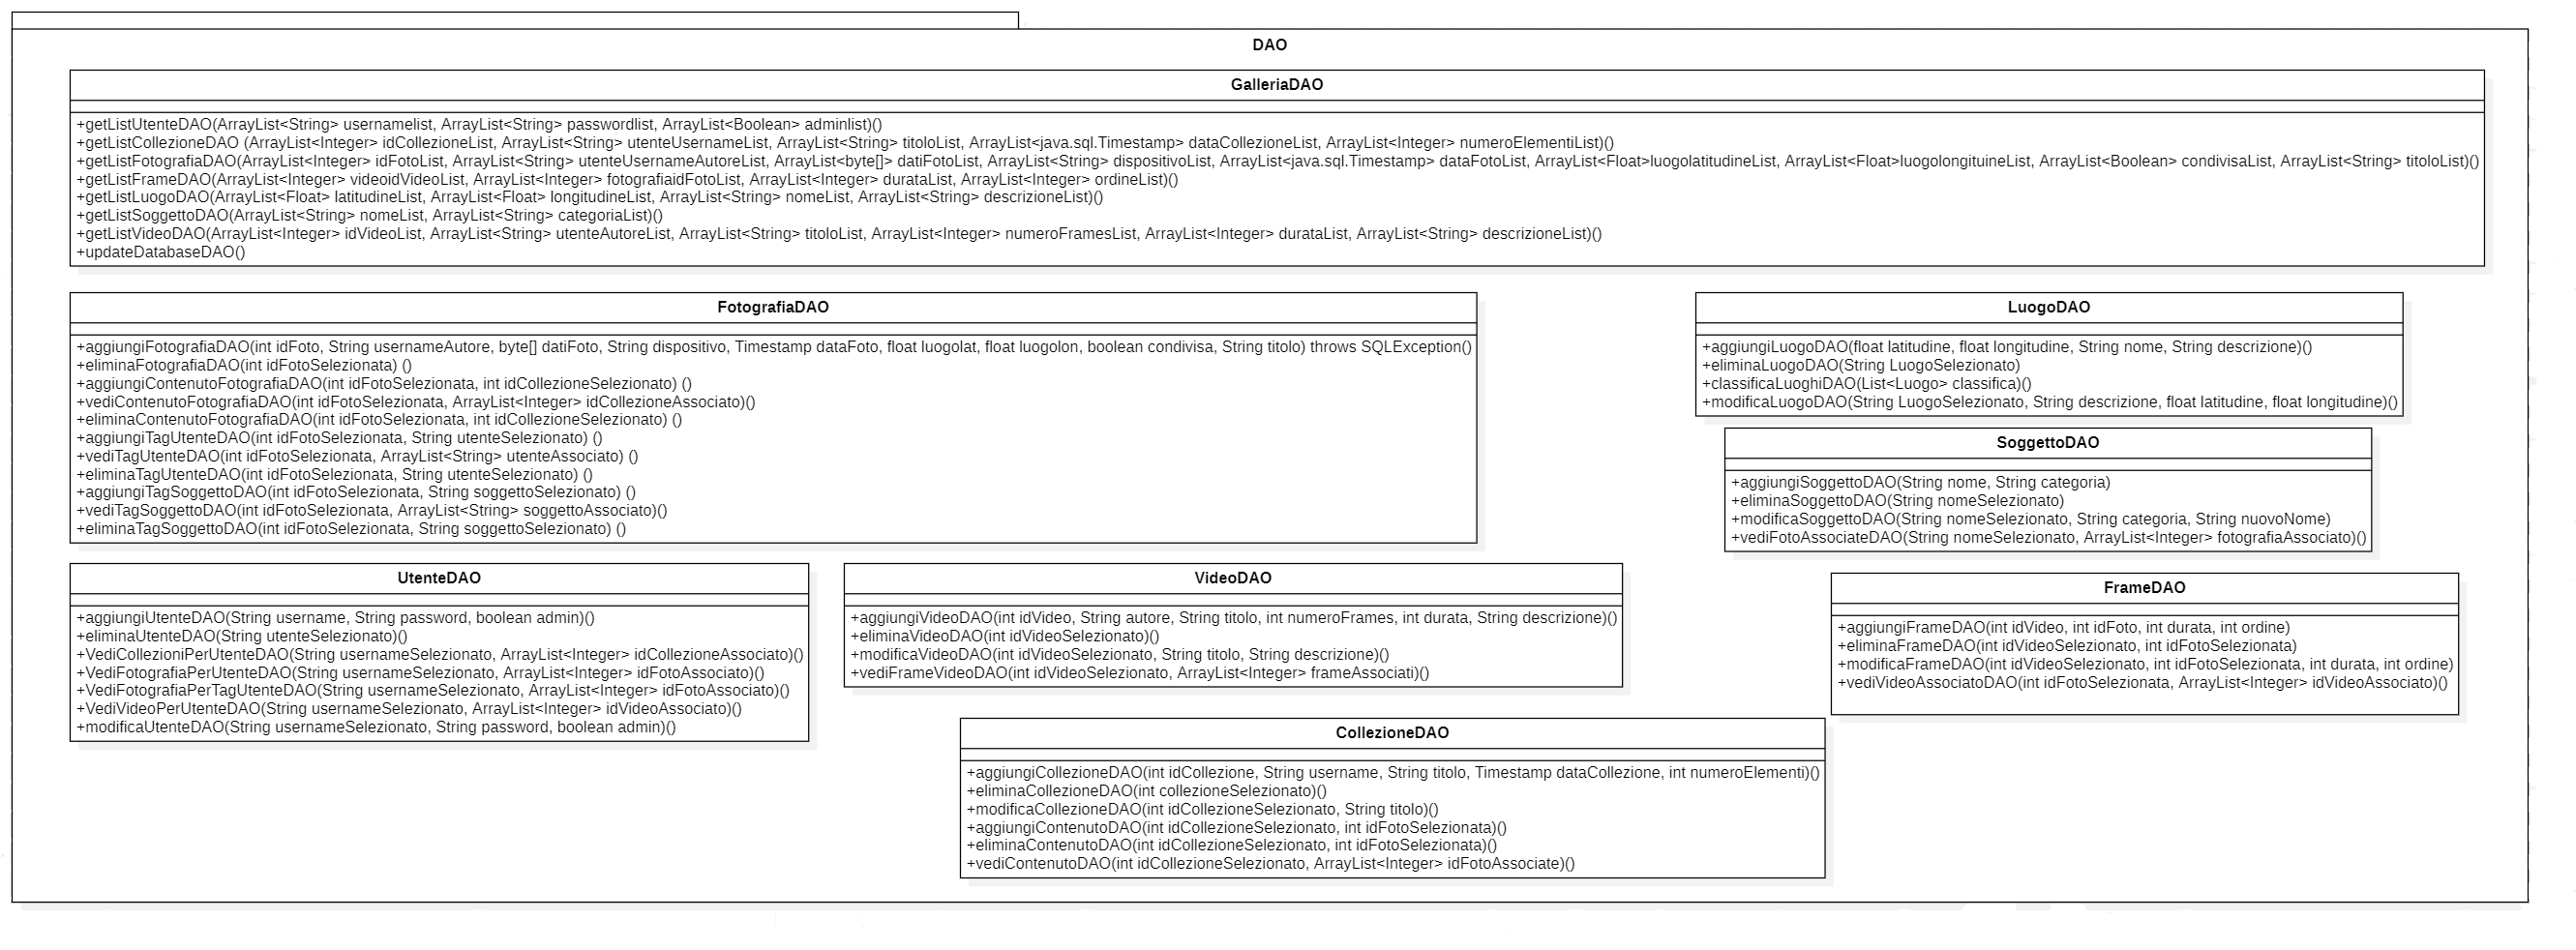 DAO
GalleriaDAO
+getListUtenteDAO(ArrayList<String> usernamelist, ArrayList<String> passwordlist, ArrayList<Boolean> adminlist)()
+getListCollezioneDAO (ArrayList<Integer> idCollezioneList, ArrayList<String> utenteUsernameList, ArrayList<String> titoloList, ArrayList<java.sql.Timestamp> dataCollezioneList, ArrayList<Integer> numeroElementiList)()
+getListFotografiaDAO(ArrayList<Integer> idFotoList, ArrayList<String> utenteUsernameAutoreList, ArrayList<byte[]> datiFotoList, ArrayList<String> dispositivoList, ArrayList<java.sql.Timestamp> dataFotoList, ArrayList<Float>luogolatitudineList, ArrayList<Float>luogolongituineList, ArrayList<Boolean> condivisaList, ArrayList<String> titoloList)()
+getListFrameDAO(ArrayList<Integer> videoidVideoList, ArrayList<Integer> fotografiaidFotoList, ArrayList<Integer> durataList, ArrayList<Integer> ordineList)()
+getListLuogoDAO(ArrayList<Float> latitudineList, ArrayList<Float> longitudineList, ArrayList<String> nomeList, ArrayList<String> descrizioneList)()
+getListSoggettoDAO(ArrayList<String> nomeList, ArrayList<String> categoriaList)()
+getListVideoDAO(ArrayList<Integer> idVideoList, ArrayList<String> utenteAutoreList, ArrayList<String> titoloList, ArrayList<Integer> numeroFramesList, ArrayList<Integer> durataList, ArrayList<String> descrizioneList)()
+updateDatabaseDAO()
FotografiaDAO
+aggiungiFotografiaDAO(int idFoto, String usernameAutore, byte[] datiFoto, String dispositivo, Timestamp dataFoto, float luogolat, float luogolon, boolean condivisa, String titolo) throws SQLException()
+eliminaFotografiaDAO(int idFotoSelezionata) ()
+aggiungiContenutoFotografiaDAO(int idFotoSelezionata, int idCollezioneSelezionato) ()
+vediContenutoFotografiaDAO(int idFotoSelezionata, ArrayList<Integer> idCollezioneAssociato)()
+eliminaContenutoFotografiaDAO(int idFotoSelezionata, int idCollezioneSelezionato) ()
+aggiungiTagUtenteDAO(int idFotoSelezionata, String utenteSelezionato) ()
+vediTagUtenteDAO(int idFotoSelezionata, ArrayList<String> utenteAssociato) ()
+eliminaTagUtenteDAO(int idFotoSelezionata, String utenteSelezionato) ()
+aggiungiTagSoggettoDAO(int idFotoSelezionata, String soggettoSelezionato) ()
+vediTagSoggettoDAO(int idFotoSelezionata, ArrayList<String> soggettoAssociato)()
+eliminaTagSoggettoDAO(int idFotoSelezionata, String soggettoSelezionato) ()
LuogoDAO
+aggiungiLuogoDAO(float latitudine, float longitudine, String nome, String descrizione)()
+eliminaLuogoDAO(String LuogoSelezionato)
+classificaLuoghiDAO(List<Luogo> classifica)()
+modificaLuogoDAO(String LuogoSelezionato, String descrizione, float latitudine, float longitudine)()
SoggettoDAO
+aggiungiSoggettoDAO(String nome, String categoria)
+eliminaSoggettoDAO(String nomeSelezionato)
+modificaSoggettoDAO(String nomeSelezionato, String categoria, String nuovoNome)
+vediFotoAssociateDAO(String nomeSelezionato, ArrayList<Integer> fotografiaAssociato)()
UtenteDAO
+aggiungiUtenteDAO(String username, String password, boolean admin)()
+eliminaUtenteDAO(String utenteSelezionato)()
+VediCollezioniPerUtenteDAO(String usernameSelezionato, ArrayList<Integer> idCollezioneAssociato)()
+VediFotografiaPerUtenteDAO(String usernameSelezionato, ArrayList<Integer> idFotoAssociato)()
+VediFotografiaPerTagUtenteDAO(String usernameSelezionato, ArrayList<Integer> idFotoAssociato)()
+VediVideoPerUtenteDAO(String usernameSelezionato, ArrayList<Integer> idVideoAssociato)()
+modificaUtenteDAO(String usernameSelezionato, String password, boolean admin)()
VideoDAO
+aggiungiVideoDAO(int idVideo, String autore, String titolo, int numeroFrames, int durata, String descrizione)()
+eliminaVideoDAO(int idVideoSelezionato)()
+modificaVideoDAO(int idVideoSelezionato, String titolo, String descrizione)()
+vediFrameVideoDAO(int idVideoSelezionato, ArrayList<Integer> frameAssociati)()
FrameDAO
+aggiungiFrameDAO(int idVideo, int idFoto, int durata, int ordine)
+eliminaFrameDAO(int idVideoSelezionato, int idFotoSelezionata)
+modificaFrameDAO(int idVideoSelezionato, int idFotoSelezionata, int durata, int ordine)
+vediVideoAssociatoDAO(int idFotoSelezionata, ArrayList<Integer> idVideoAssociato)()
CollezioneDAO
+aggiungiCollezioneDAO(int idCollezione, String username, String titolo, Timestamp dataCollezione, int numeroElementi)()
+eliminaCollezioneDAO(int collezioneSelezionato)()
+modificaCollezioneDAO(int idCollezioneSelezionato, String titolo)()
+aggiungiContenutoDAO(int idCollezioneSelezionato, int idFotoSelezionata)()
+eliminaContenutoDAO(int idCollezioneSelezionato, int idFotoSelezionata)()
+vediContenutoDAO(int idCollezioneSelezionato, ArrayList<Integer> idFotoAssociate)()